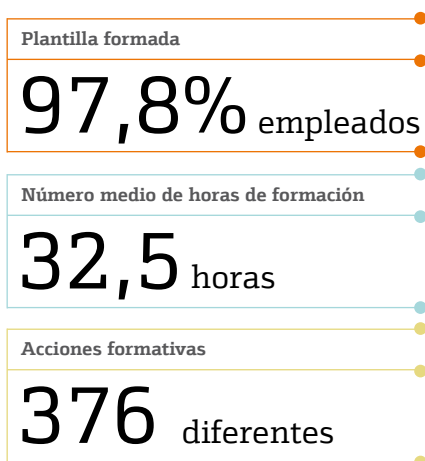 Plantilla formada
97,8% empleados
Número medio de horas de formación
32,5 horas
Acciones formativas
376 diferentes